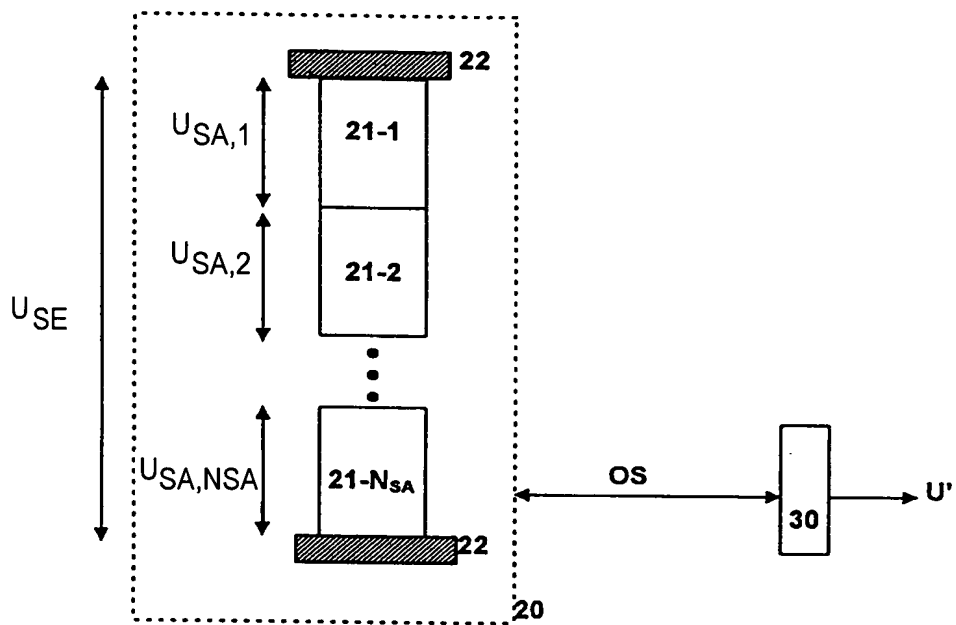 22
U_SA,1
21-1
U_SA,2
21-2
U_SE
U_SA,NSA
21-N_SA
OS
30
U'
22
20